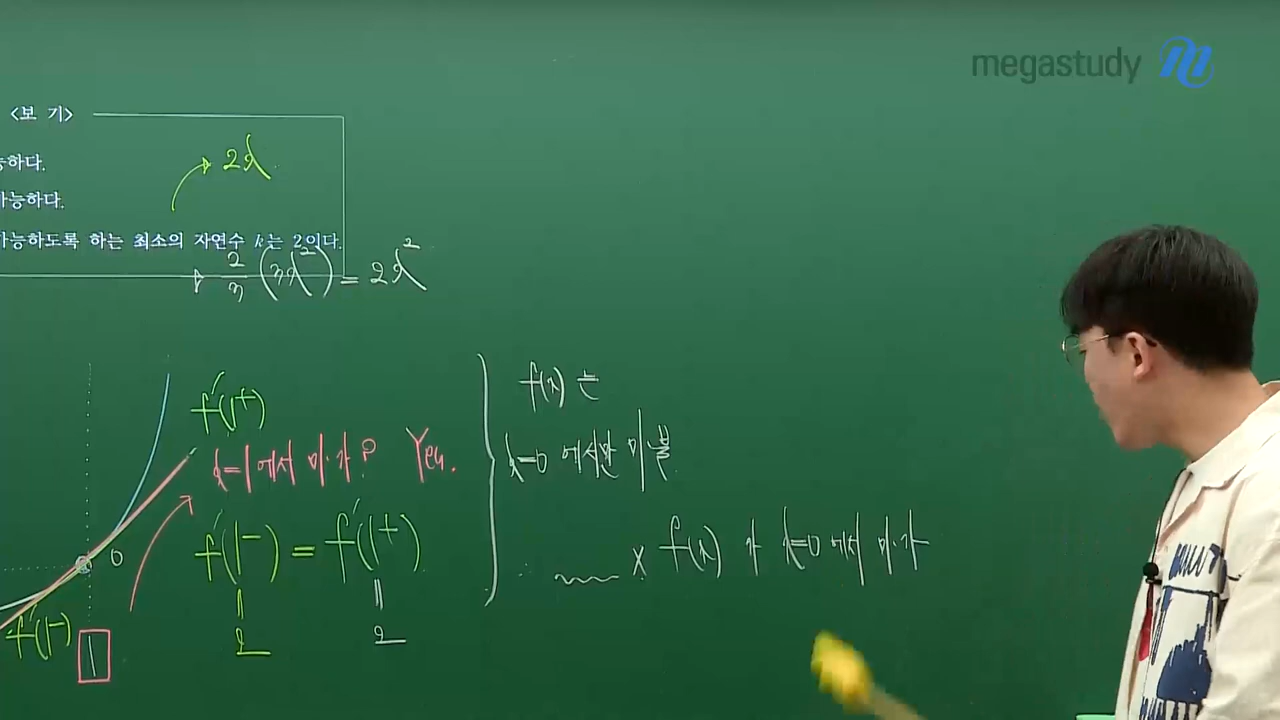 megastudy
<보 기>
능하다.
가능하다.
가능하도록 하는 최소의 자연수 k는 2이다.
2x
2/3(3x²) = 2x²
f'(1+)
x=1에서 미.가? Yes.
f'(1-) = f'(1+)
2
2
0
f'(1-)
1
f(x)는
x=0 에서만 미분
x f(x)가 x=0에서 미.가